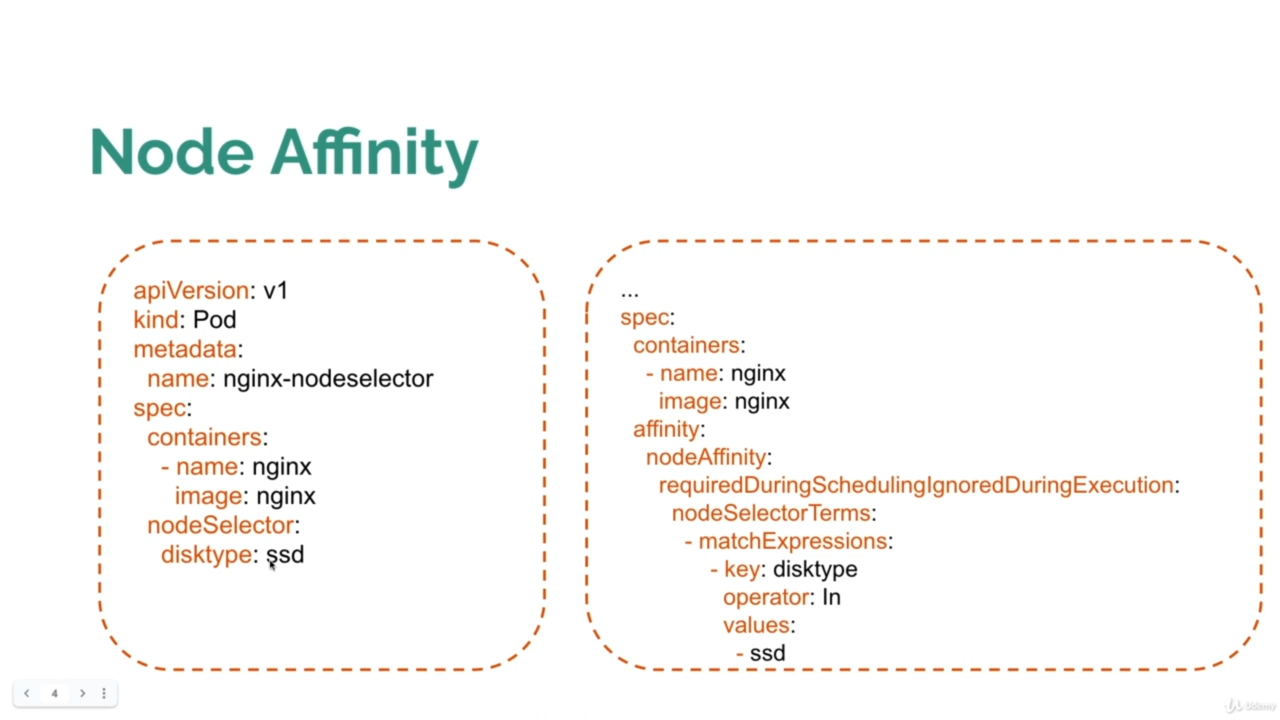 Node Affinity
apiVersion: v1
kind: Pod
metadata:
  name: nginx-nodeselector
spec:
  containers:
    - name: nginx
      image: nginx
  nodeSelector:
    disktype: ssd
...
spec:
  containers:
    - name: nginx
      image: nginx
  affinity:
    nodeAffinity:
      requiredDuringSchedulingIgnoredDuringExecution:
        nodeSelectorTerms:
          - matchExpressions:
              - key: disktype
                operator: In
                values:
                  - ssd
4
Udemy